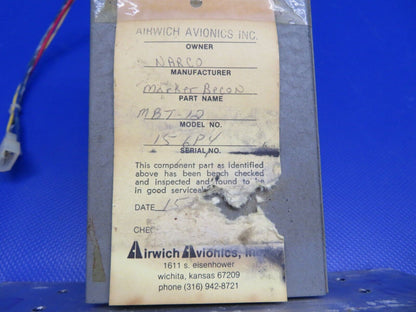 AIRWICH AVIONICS INC.
OWNER
NARCO
MANUFACTURER
Marker Becon
PART NAME
MBT-12
MODEL NO.
SERIAL NO.
This component part as identified
above has been bench checked
and inspected and found to be
in good
DATE 15
CHEC
Airwich Avionics, Inc
1611 s. eisenhower
wichita, kansas 67209
phone (316) 942-8721